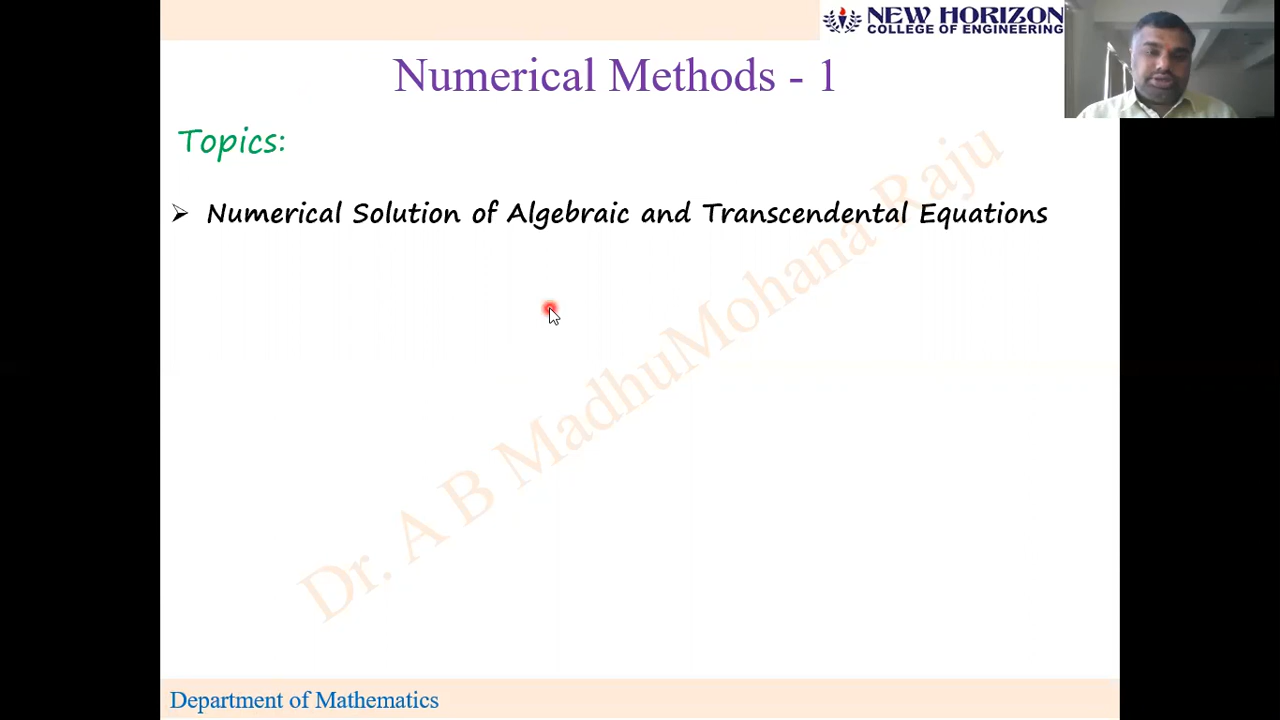 NEW HORIZON
COLLEGE OF ENGINEERING
Numerical Methods - 1
Topics:
➢ Numerical Solution of Algebraic and Transcendental Equations
Dr. A B MadhuMohana Raju
Department of Mathematics